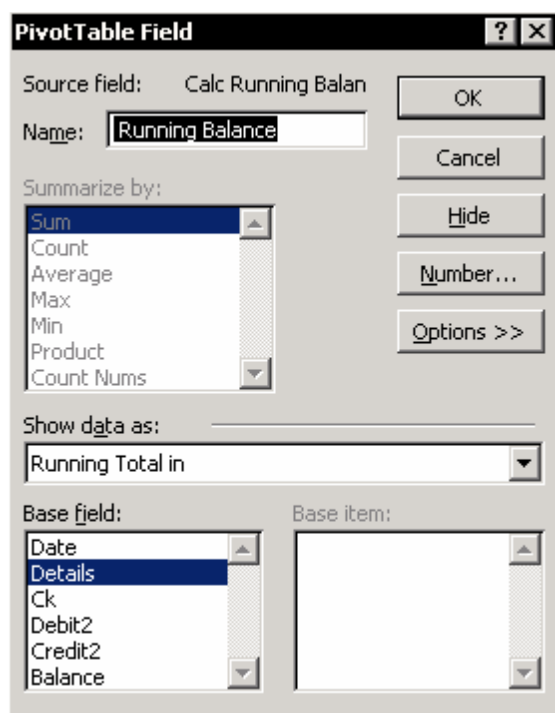 PivotTable Field
Source field: Calc Running Balan
Name: Running Balance
OK
Cancel
Hide
Number...
Options >>
Summarize by:
Sum
Count
Average
Max
Min
Product
Count Nums
Show data as:
Running Total in
Base field:
Date
Details
Ck
Debit2
Credit2
Balance
Base item: